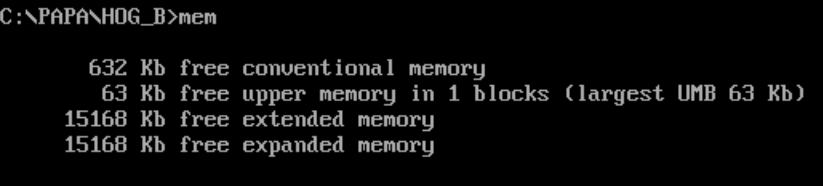 C:\PAPA\HOG_B>mem
632 Kb free conventional memory
63 Kb free upper memory in 1 blocks (largest UMB 63 Kb)
15168 Kb free extended memory
15168 Kb free expanded memory